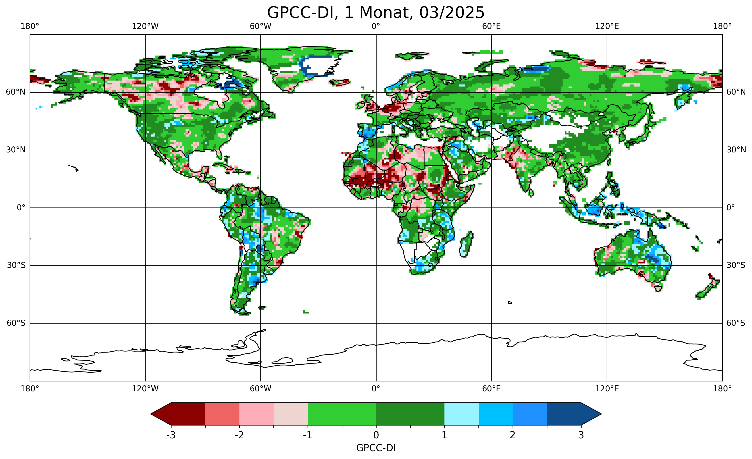 GPCC-DI, 1 Monat, 03/2025
180° 120°W 60°W 0° 60°E 120°E 180°
60°N 60°N
30°N 30°N
0° 0°
30°S 30°S
60°S 60°S
180° 120°W 60°W 0° 60°E 120°E 180°
-3 -2 -1 0 1 2 3
GPCC-DI